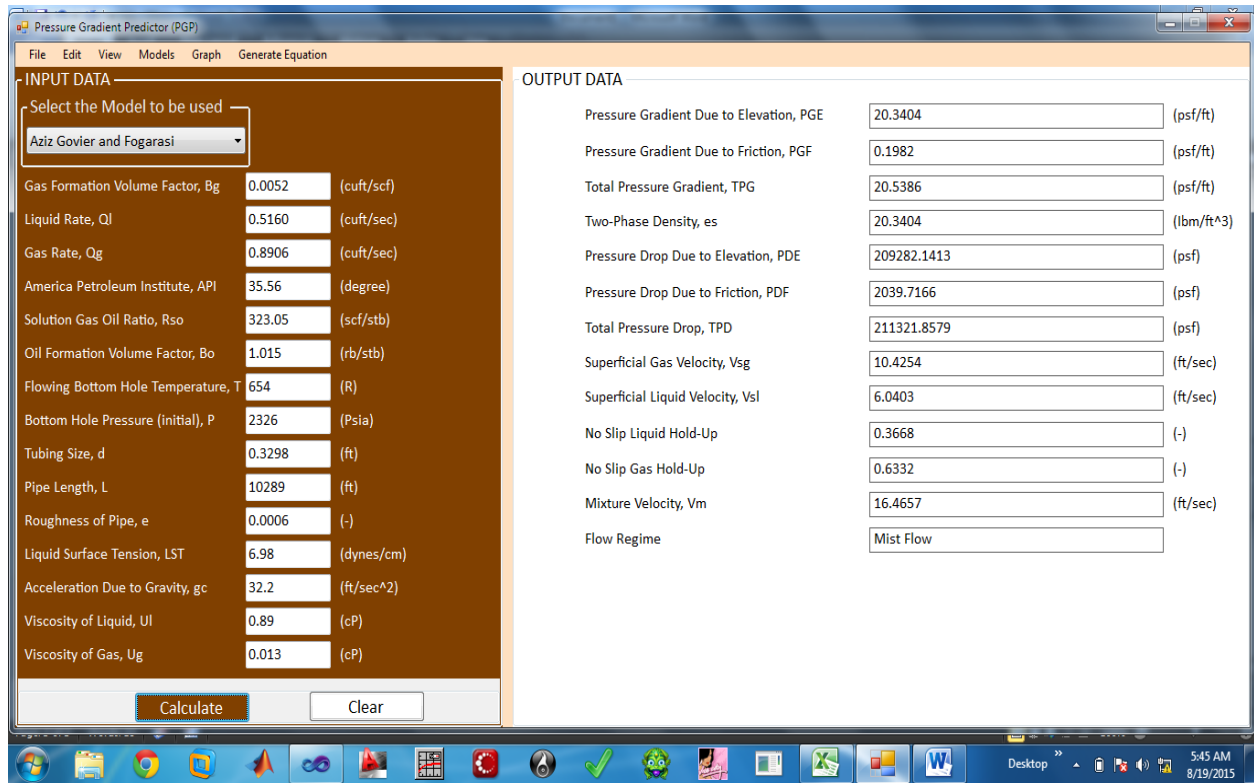 Pressure Gradient Predictor (PGP)
File Edit View Models Graph Generate Equation
INPUT DATA
Select the Model to be used
Aziz Govier and Fogarasi
Gas Formation Volume Factor, Bg 0.0052 (cuft/scf)
Liquid Rate, Ql 0.5160 (cuft/sec)
Gas Rate, Qg 0.8906 (cuft/sec)
America Petroleum Institute, API 35.56 (degree)
Solution Gas Oil Ratio, Rso 323.05 (scf/stb)
Oil Formation Volume Factor, Bo 1.015 (rb/stb)
Flowing Bottom Hole Temperature, T 654 (R)
Bottom Hole Pressure (initial), P 2326 (Psia)
Tubing Size, d 0.3298 (ft)
Pipe Length, L 10289 (ft)
Roughness of Pipe, e 0.0006 (-)
Liquid Surface Tension, LST 6.98 (dynes/cm)
Acceleration Due to Gravity, gc 32.2 (ft/sec^2)
Viscosity of Liquid, Ul 0.89 (cP)
Viscosity of Gas, Ug 0.013 (cP)
Calculate Clear
OUTPUT DATA
Pressure Gradient Due to Elevation, PGE 20.3404 (psf/ft)
Pressure Gradient Due to Friction, PGF 0.1982 (psf/ft)
Total Pressure Gradient, TPG 20.5386 (psf/ft)
Two-Phase Density, es 20.3404 (Ibm/ft^3)
Pressure Drop Due to Elevation, PDE 209282.1413 (psf)
Pressure Drop Due to Friction, PDF 2039.7166 (psf)
Total Pressure Drop, TPD 211321.8579 (psf)
Superficial Gas Velocity, Vsg 10.4254 (ft/sec)
Superficial Liquid Velocity, Vsl 6.0403 (ft/sec)
No Slip Liquid Hold-Up 0.3668 (-)
No Slip Gas Hold-Up 0.6332 (-)
Mixture Velocity, Vm 16.4657 (ft/sec)
Flow Regime Mist Flow
Desktop
5:45 AM
8/19/2015